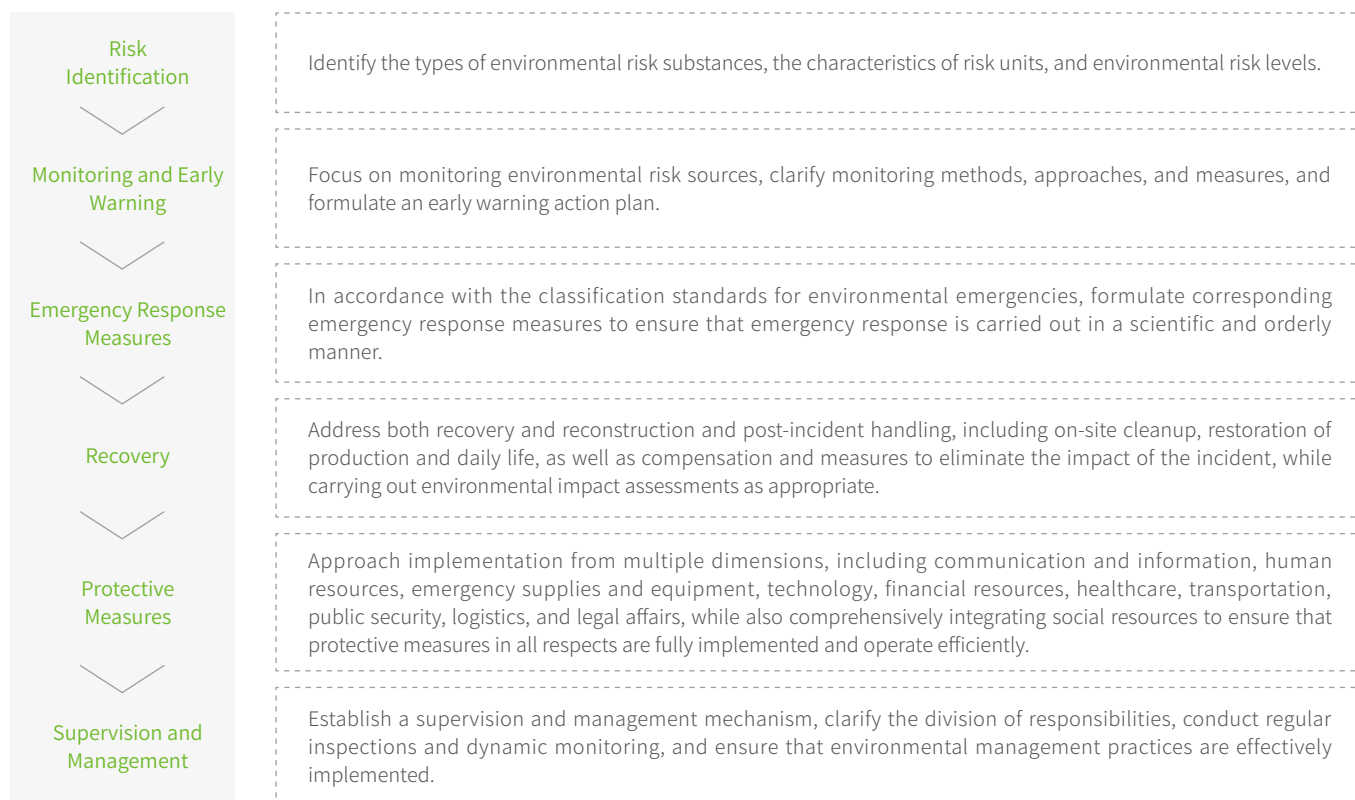 Risk
Identification
Identify the types of environmental risk substances, the characteristics of risk units, and environmental risk levels.
Monitoring and Early
Warning
Focus on monitoring environmental risk sources, clarify monitoring methods, approaches, and measures, and
formulate an early warning action plan.
Emergency Response
Measures
In accordance with the classification standards for environmental emergencies, formulate corresponding
emergency response measures to ensure that emergency response is carried out in a scientific and orderly
manner.
Recovery
Address both recovery and reconstruction and post-incident handling, including on-site cleanup, restoration of
production and daily life, as well as compensation and measures to eliminate the impact of the incident, while
carrying out environmental impact assessments as appropriate.
Protective
Measures
Approach implementation from multiple dimensions, including communication and information, human
resources, emergency supplies and equipment, technology, financial resources, healthcare, transportation,
public security, logistics, and legal affairs, while also comprehensively integrating social resources to ensure that
protective measures in all respects are fully implemented and operate efficiently.
Supervision and
Management
Establish a supervision and management mechanism, clarify the division of responsibilities, conduct regular
inspections and dynamic monitoring, and ensure that environmental management practices are effectively
implemented.